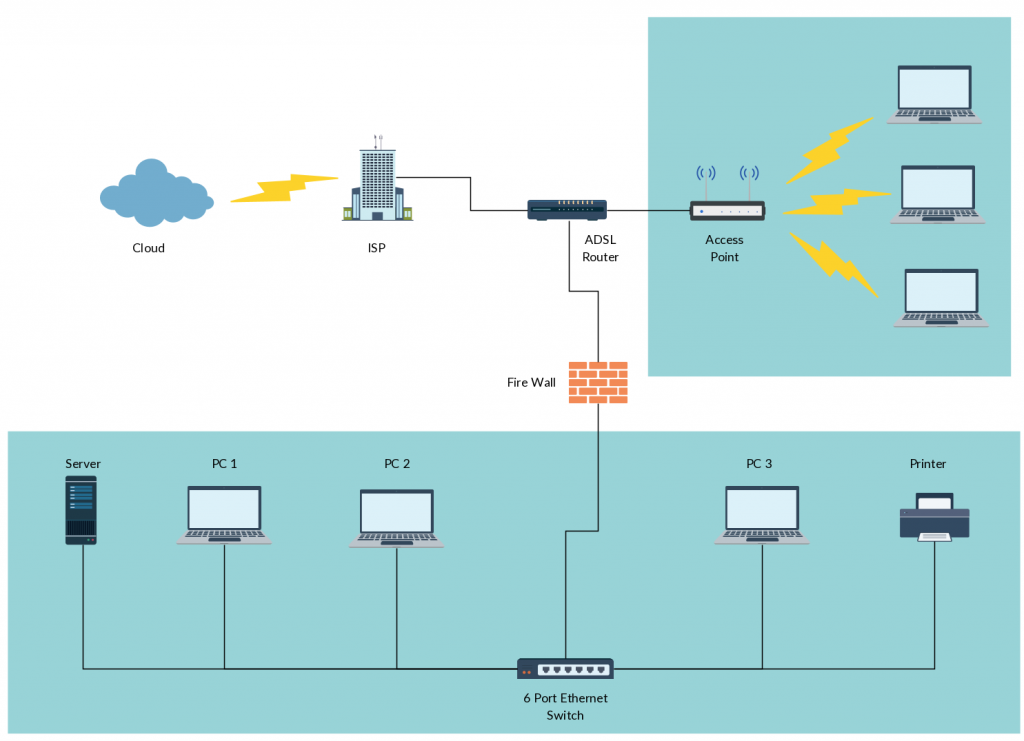 Cloud
ISP
ADSL
Router
Access
Point
Fire Wall
Server
PC 1
PC 2
PC 3
Printer
6 Port Ethernet
Switch